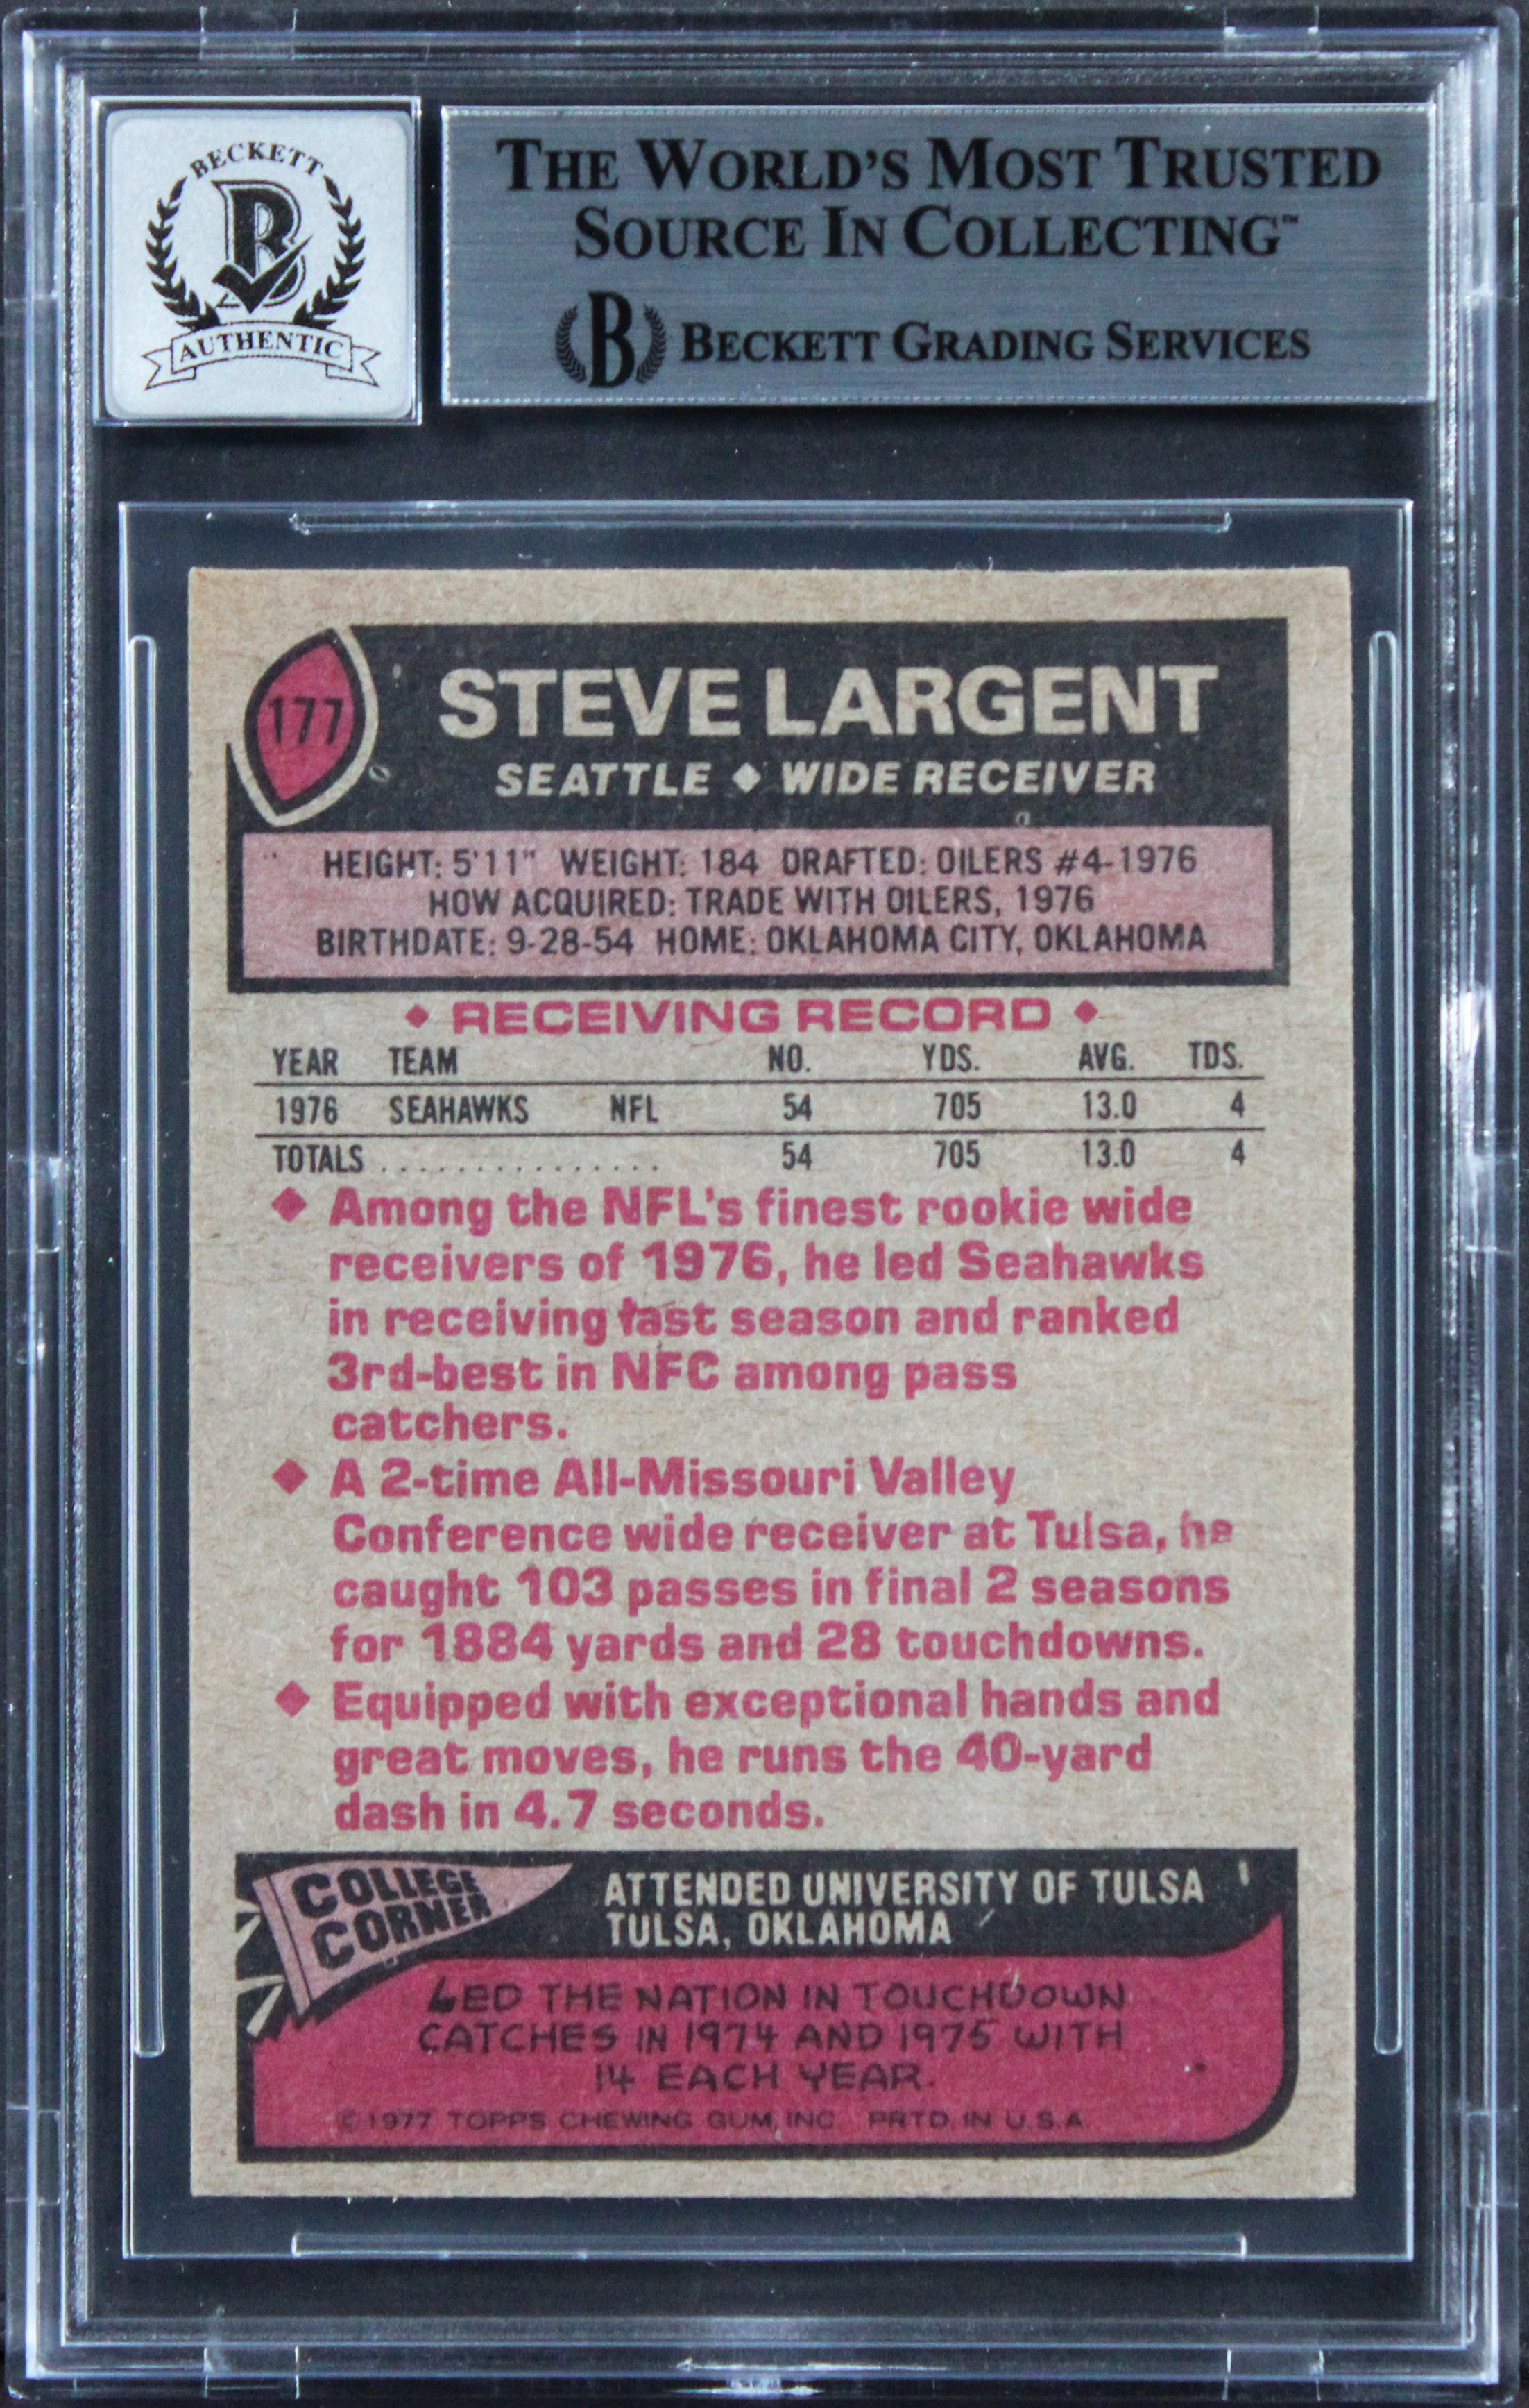 BECKETT
B
AUTHENTIC
THE WORLD'S MOST TRUSTED
SOURCE IN COLLECTING™
B BECKETT GRADING SERVICES
177
STEVE LARGENT
SEATTLE ♦ WIDE RECEIVER
HEIGHT: 5'11" WEIGHT: 184 DRAFTED: OILERS #4-1976
HOW ACQUIRED: TRADE WITH OILERS, 1976
BIRTHDATE: 9-28-54 HOME: OKLAHOMA CITY, OKLAHOMA
♦ RECEIVING RECORD ♦
YEAR TEAM NO. YDS. AVG. TDS.
1976 SEAHAWKS NFL 54 705 13.0 4
TOTALS ............... 54 705 13.0 4
♦ Among the NFL's finest rookie wide
receivers of 1976, he led Seahawks
in receiving last season and ranked
3rd-best in NFC among pass
catchers.
♦ A 2-time All-Missouri Valley
Conference wide receiver at Tulsa, he
caught 103 passes in final 2 seasons
for 1884 yards and 28 touchdowns.
♦ Equipped with exceptional hands and
great moves, he runs the 40-yard
dash in 4.7 seconds.
COLLEGE
CORNER
ATTENDED UNIVERSITY OF TULSA
TULSA, OKLAHOMA
LED THE NATION IN TOUCHDOWN
CATCHES IN 1974 AND 1975 WITH
14 EACH YEAR.
© 1977 TOPPS CHEWING GUM, INC. PRTD. IN U.S.A.